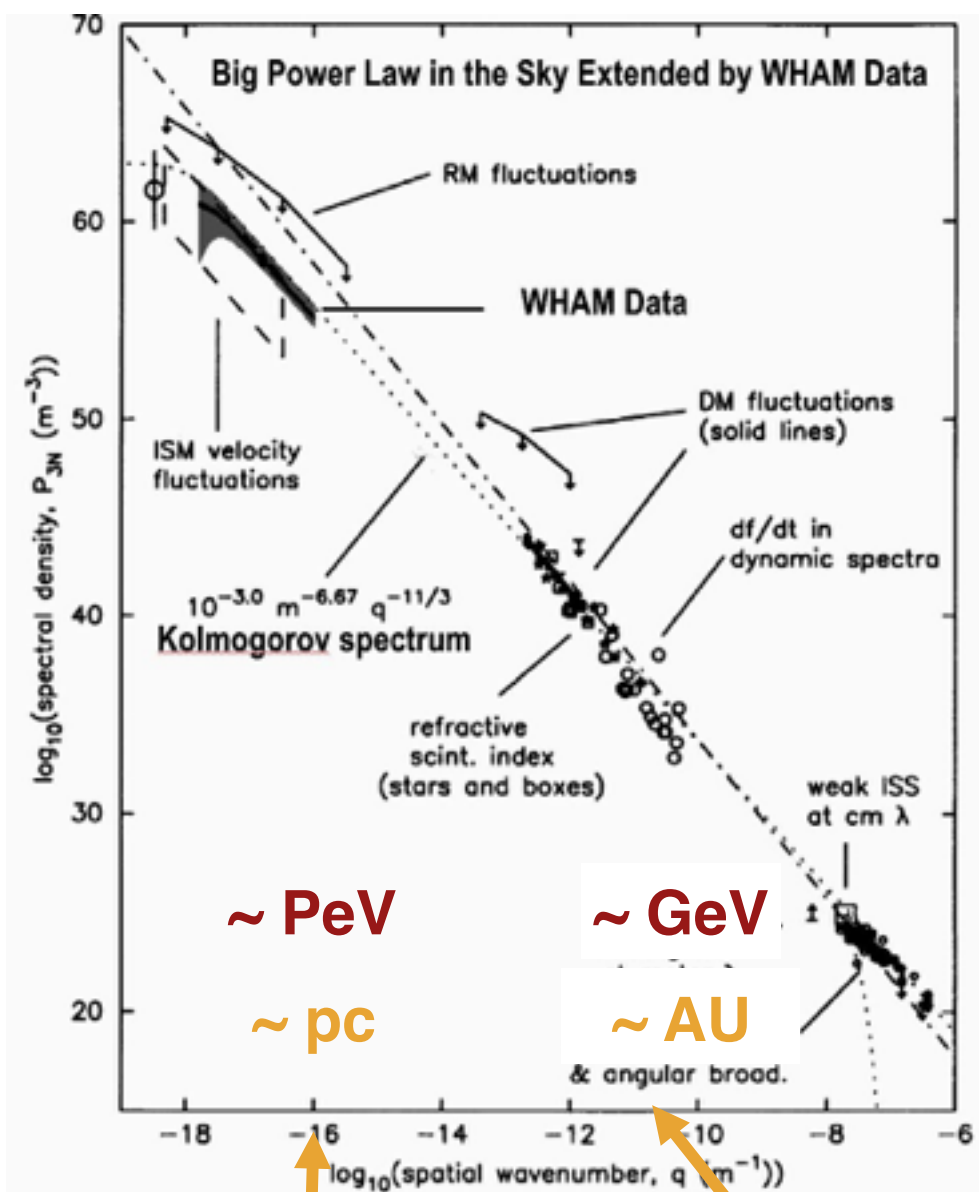 Big Power Law in the Sky Extended by WHAM Data
70
60
50
40
30
20
log₁₀(spectral density, P₃N (m⁻³))
RM fluctuations
WHAM Data
DM fluctuations
(solid lines)
ISM velocity
fluctuations
df/dt in
dynamic spectra
10⁻³·⁰ m⁻⁶·⁶⁷ q⁻¹¹/³
Kolmogorov spectrum
refractive
scint. index
(stars and boxes)
weak ISS
at cm λ
~ PeV
~ GeV
~ pc
~ AU
& angular broad.
−18
−16
−14
−12
−10
−8
−6
log₁₀(spatial wavenumber, q (m⁻¹))